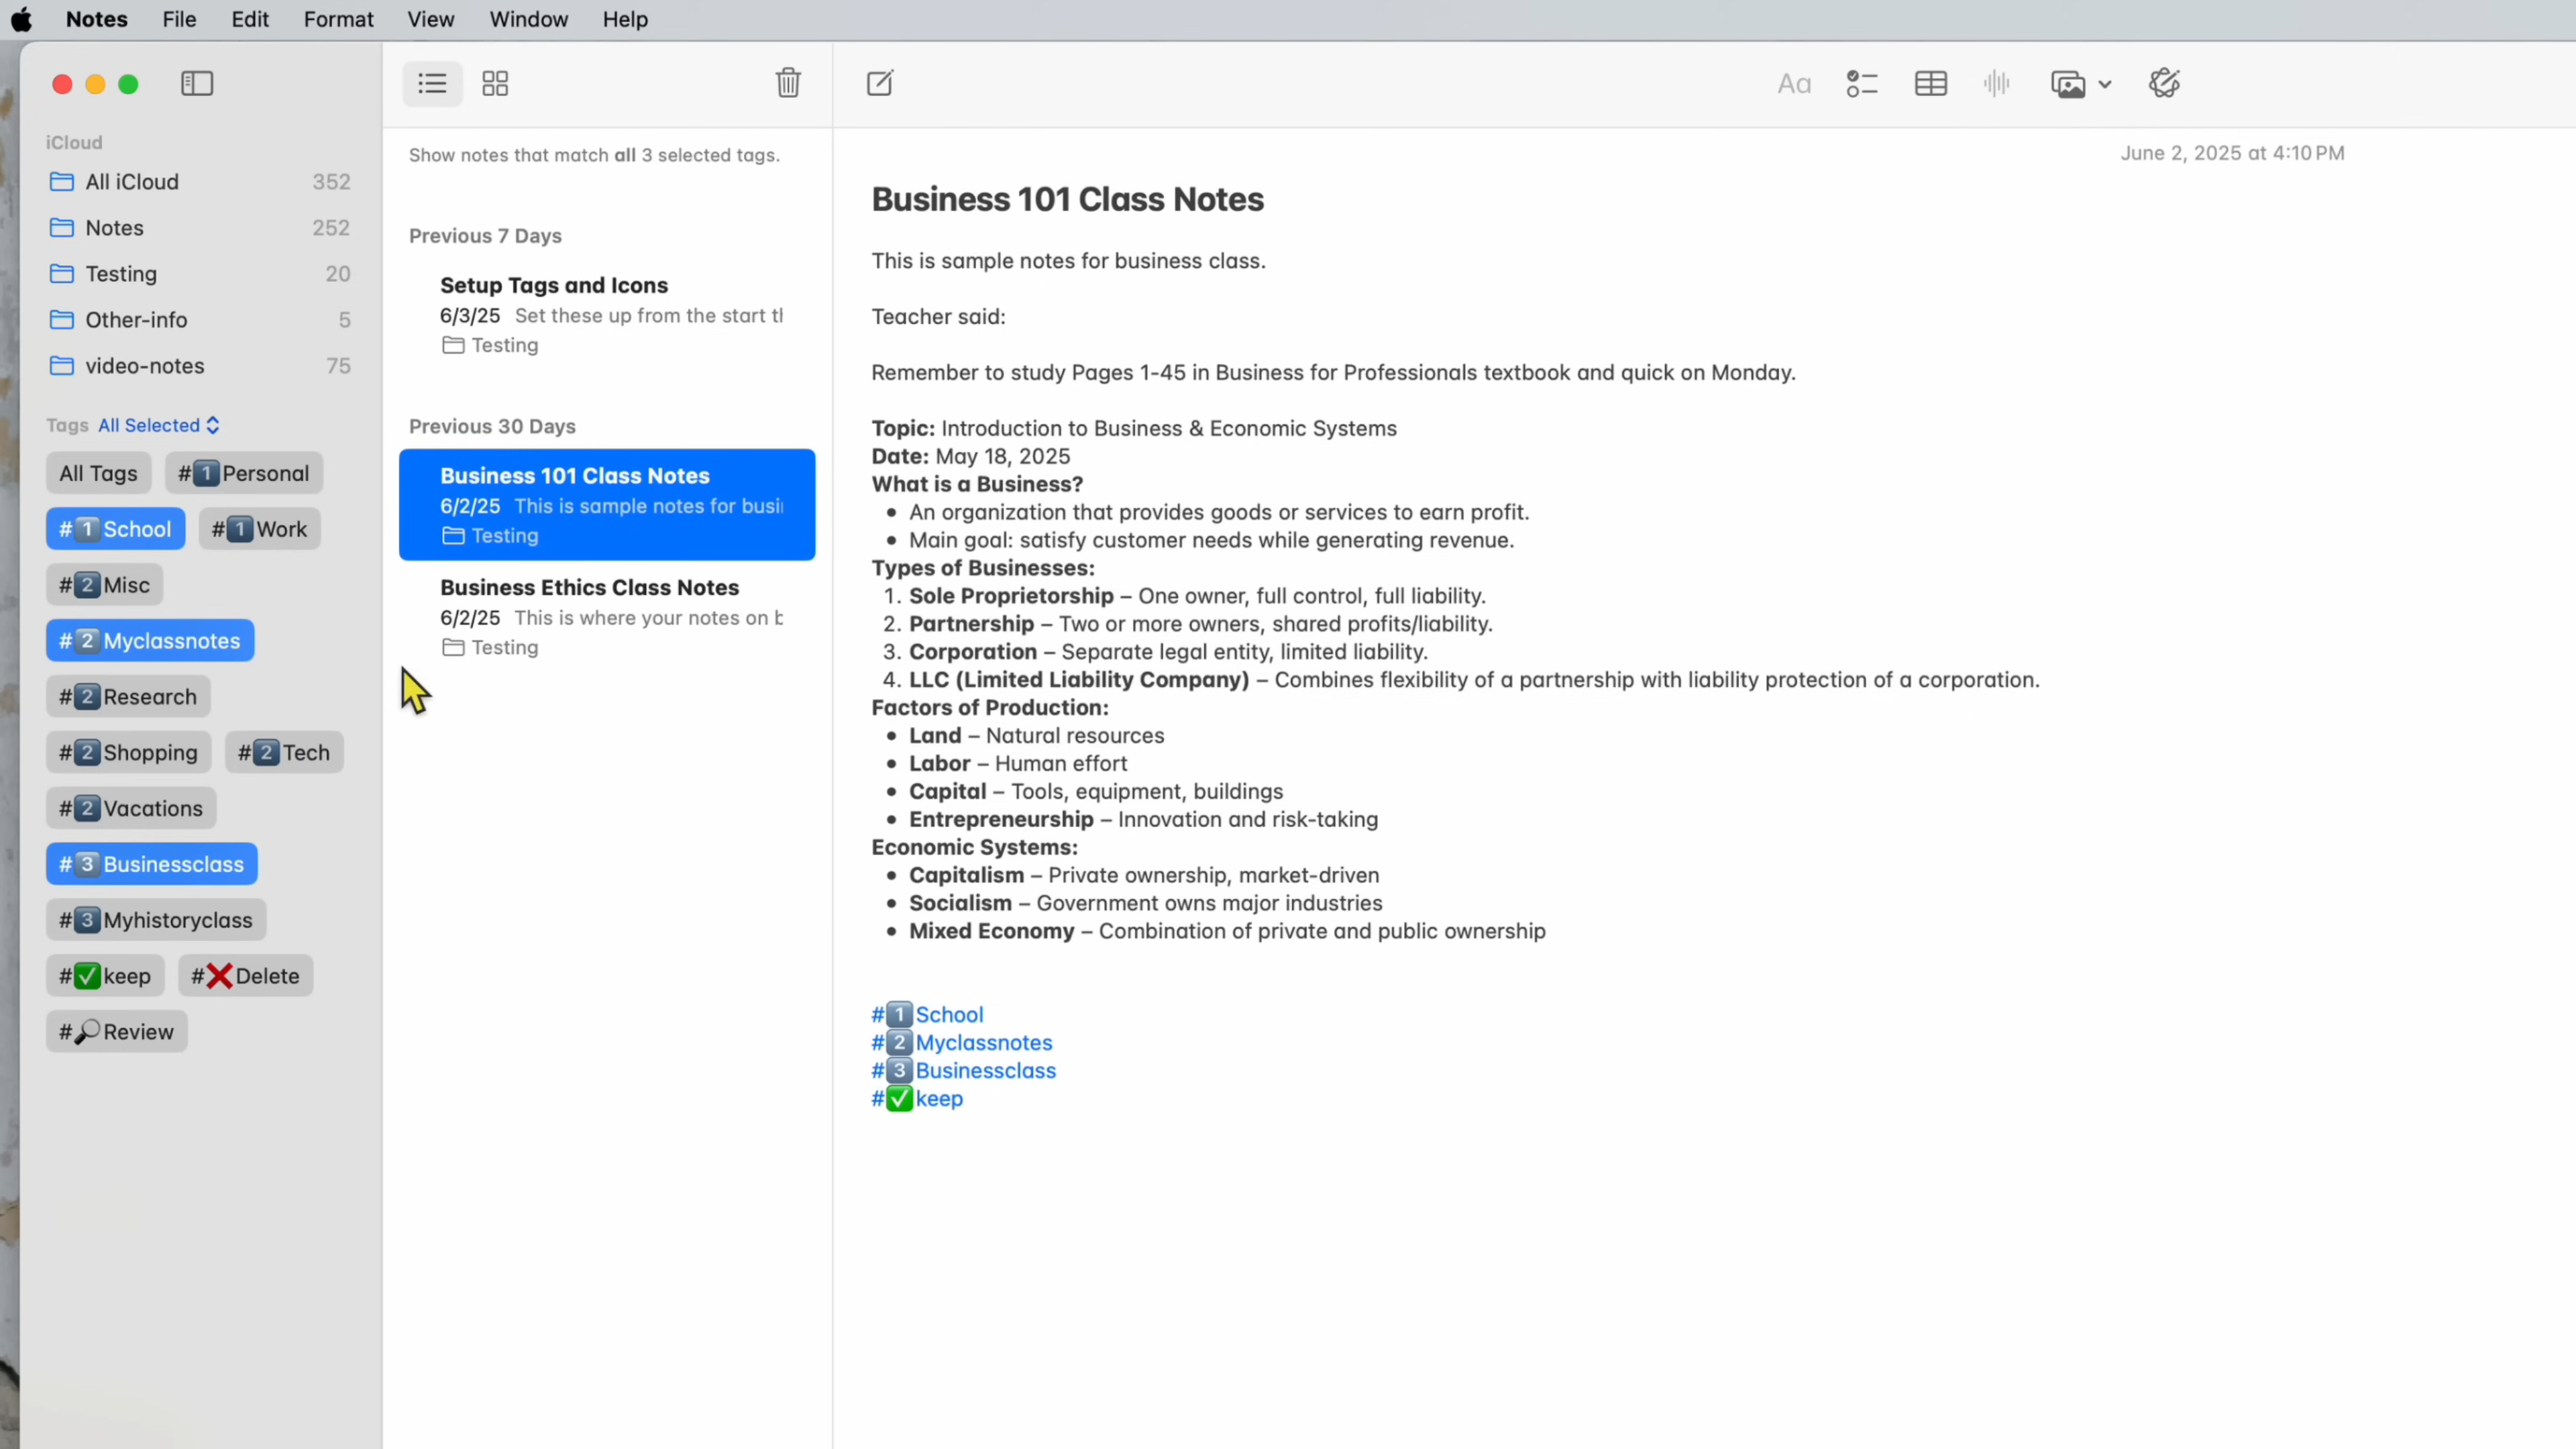 Notes File Edit Format View Window Help
iCloud
All iCloud 352
Notes 252
Testing 20
Other-info 5
video-notes 75
Tags All Selected
All Tags #1️⃣Personal
#1️⃣School #1️⃣Work
#2️⃣Misc
#2️⃣Myclassnotes
#2️⃣Research
#2️⃣Shopping #2️⃣Tech
#2️⃣Vacations
#3️⃣Businessclass
#3️⃣Myhistoryclass
#✅keep #❌Delete
#🔎Review
Show notes that match all 3 selected tags.
Previous 7 Days
Setup Tags and Icons
6/3/25 Set these up from the start
Testing
Previous 30 Days
Business 101 Class Notes
6/2/25 This is sample notes for busi
Testing
Business Ethics Class Notes
6/2/25 This is where your notes on
Testing
Aa
June 2, 2025 at 4:10 PM
Business 101 Class Notes
This is sample notes for business class.
Teacher said:
Remember to study Pages 1-45 in Business for Professionals textbook and quick on Monday.
Topic: Introduction to Business & Economic Systems
Date: May 18, 2025
What is a Business?
• An organization that provides goods or services to earn profit.
• Main goal: satisfy customer needs while generating revenue.
Types of Businesses:
1. Sole Proprietorship – One owner, full control, full liability.
2. Partnership – Two or more owners, shared profits/liability.
3. Corporation – Separate legal entity, limited liability.
4. LLC (Limited Liability Company) – Combines flexibility of a partnership with liability protection of a corporation.
Factors of Production:
• Land – Natural resources
• Labor – Human effort
• Capital – Tools, equipment, buildings
• Entrepreneurship – Innovation and risk-taking
Economic Systems:
• Capitalism – Private ownership, market-driven
• Socialism – Government owns major industries
• Mixed Economy – Combination of private and public ownership
#1️⃣School
#2️⃣Myclassnotes
#3️⃣Businessclass
#✅keep